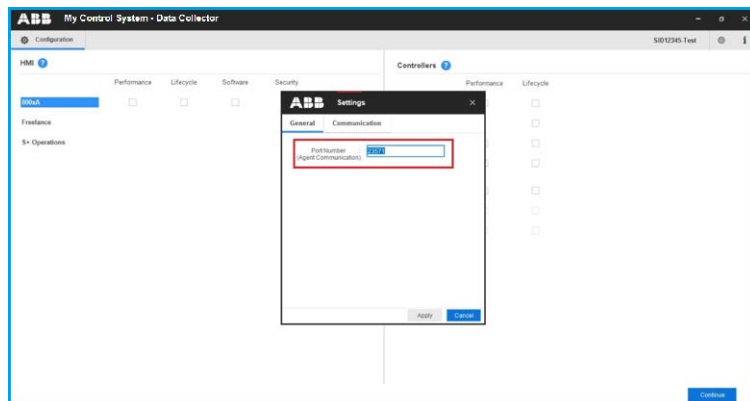 ABB My Control System - Data Collector
Configuration
SID12345-Test
HMI
Controllers
Performance Lifecycle Software Security
Performance Lifecycle
800xA
Freelance
S+ Operations
ABB Settings
General Communication
Port Number
(Agent Communication)
Apply Cancel
Continue